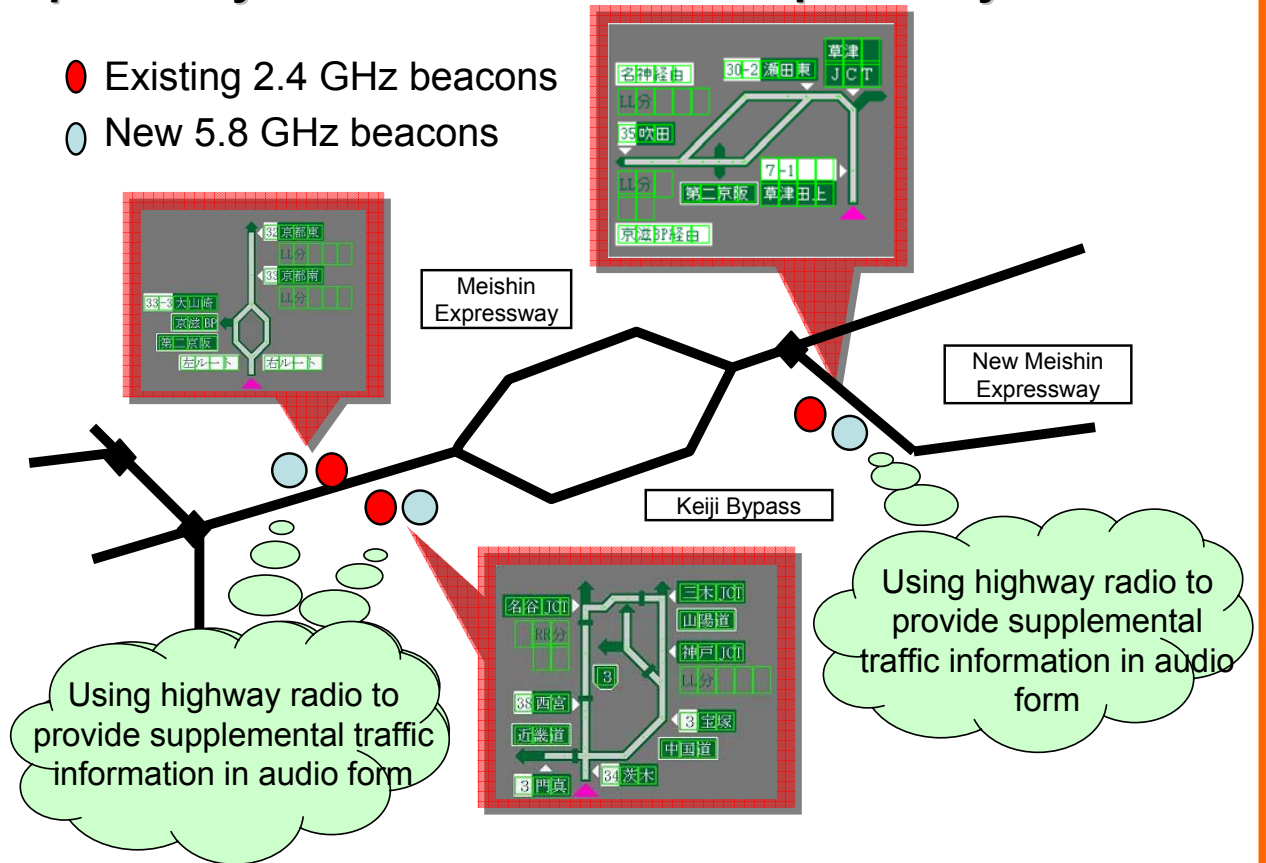 Existing 2.4 GHz beacons
New 5.8 GHz beacons
草津
JCT
名神経由
30-2 瀬田東
LL分
35 吹田
7-1
LL分
第二京阪
草津田上
京滋BP経由
32 京都東
LL分
33 京都南
LL分
33-3 大山崎
京滋BP
第二京阪
左ルート
右ルート
Meishin
Expressway
New Meishin
Expressway
Keiji Bypass
名谷JCT
RR分
三木JCT
山陽道
神戸JCT
LL分
3
38 西宮
3 宝塚
近畿道
中国道
3 門真
34 茨木
Using highway radio to
provide supplemental traffic
information in audio form
Using highway radio to
provide supplemental
traffic information in audio
form